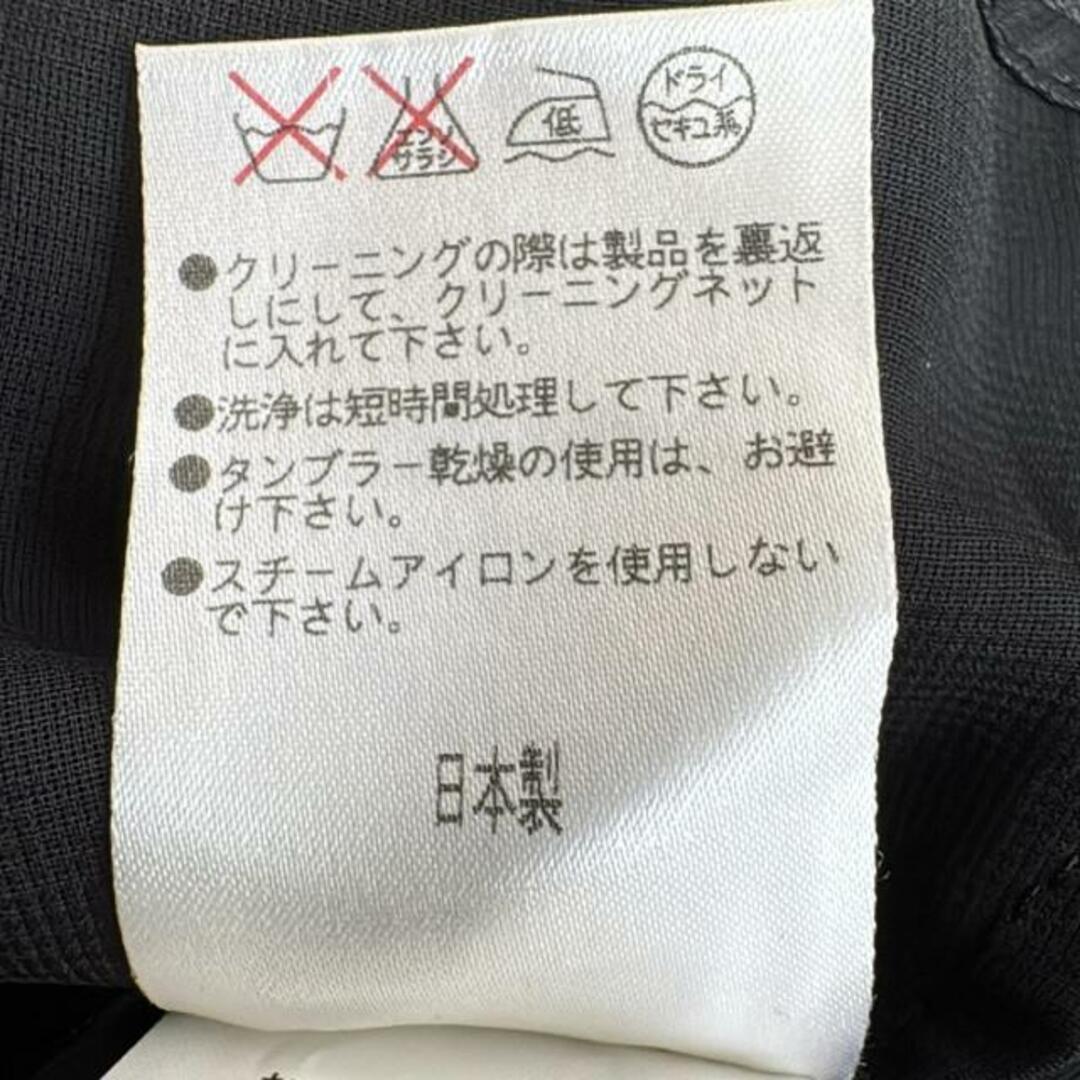 エンソ
サラシ
低
ドライ
セキユ系
●クリーニングの際は製品を裏返
しにして、クリーニングネット
に入れて下さい。
●洗浄は短時間処理して下さい。
●タンブラー乾燥の使用は、お避
け下さい。
●スチームアイロンを使用しない
で下さい。
日本製